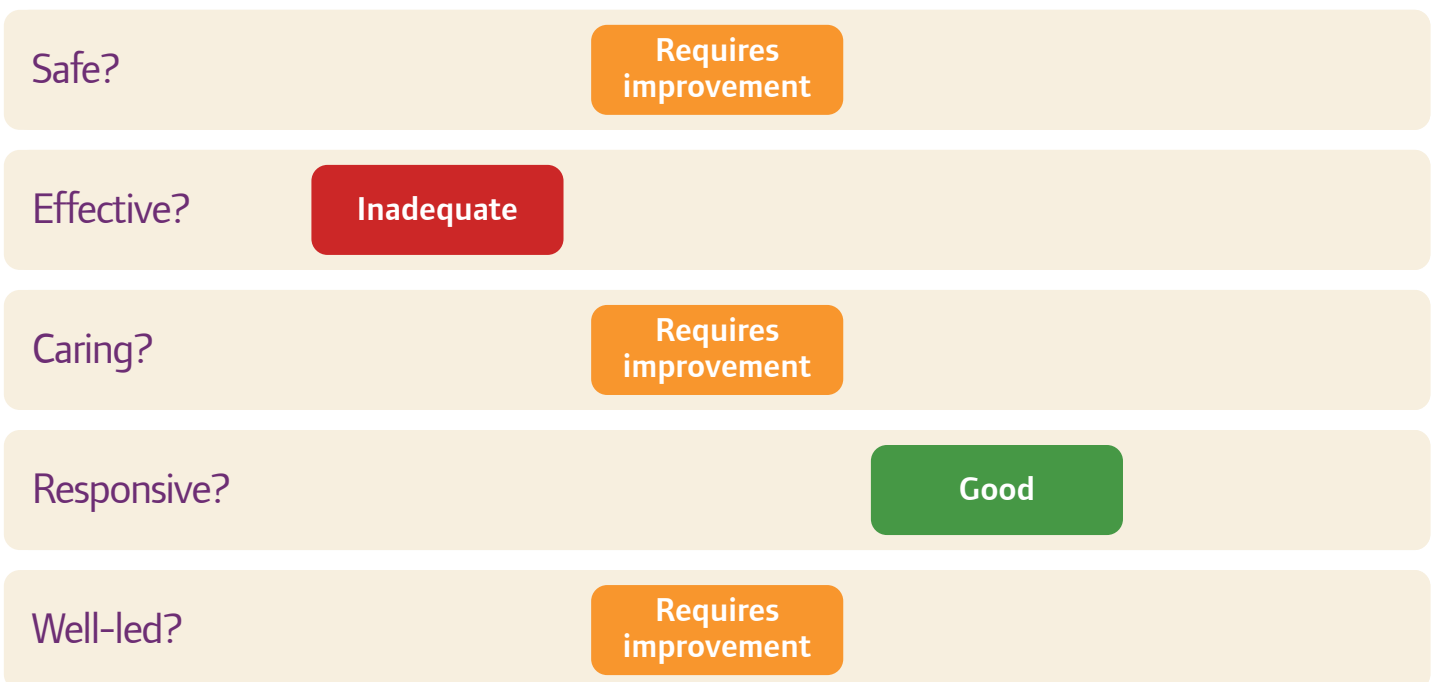 Safe?
Requires
improvement
Effective?
Inadequate
Caring?
Requires
improvement
Responsive?
Good
Well-led?
Requires
improvement